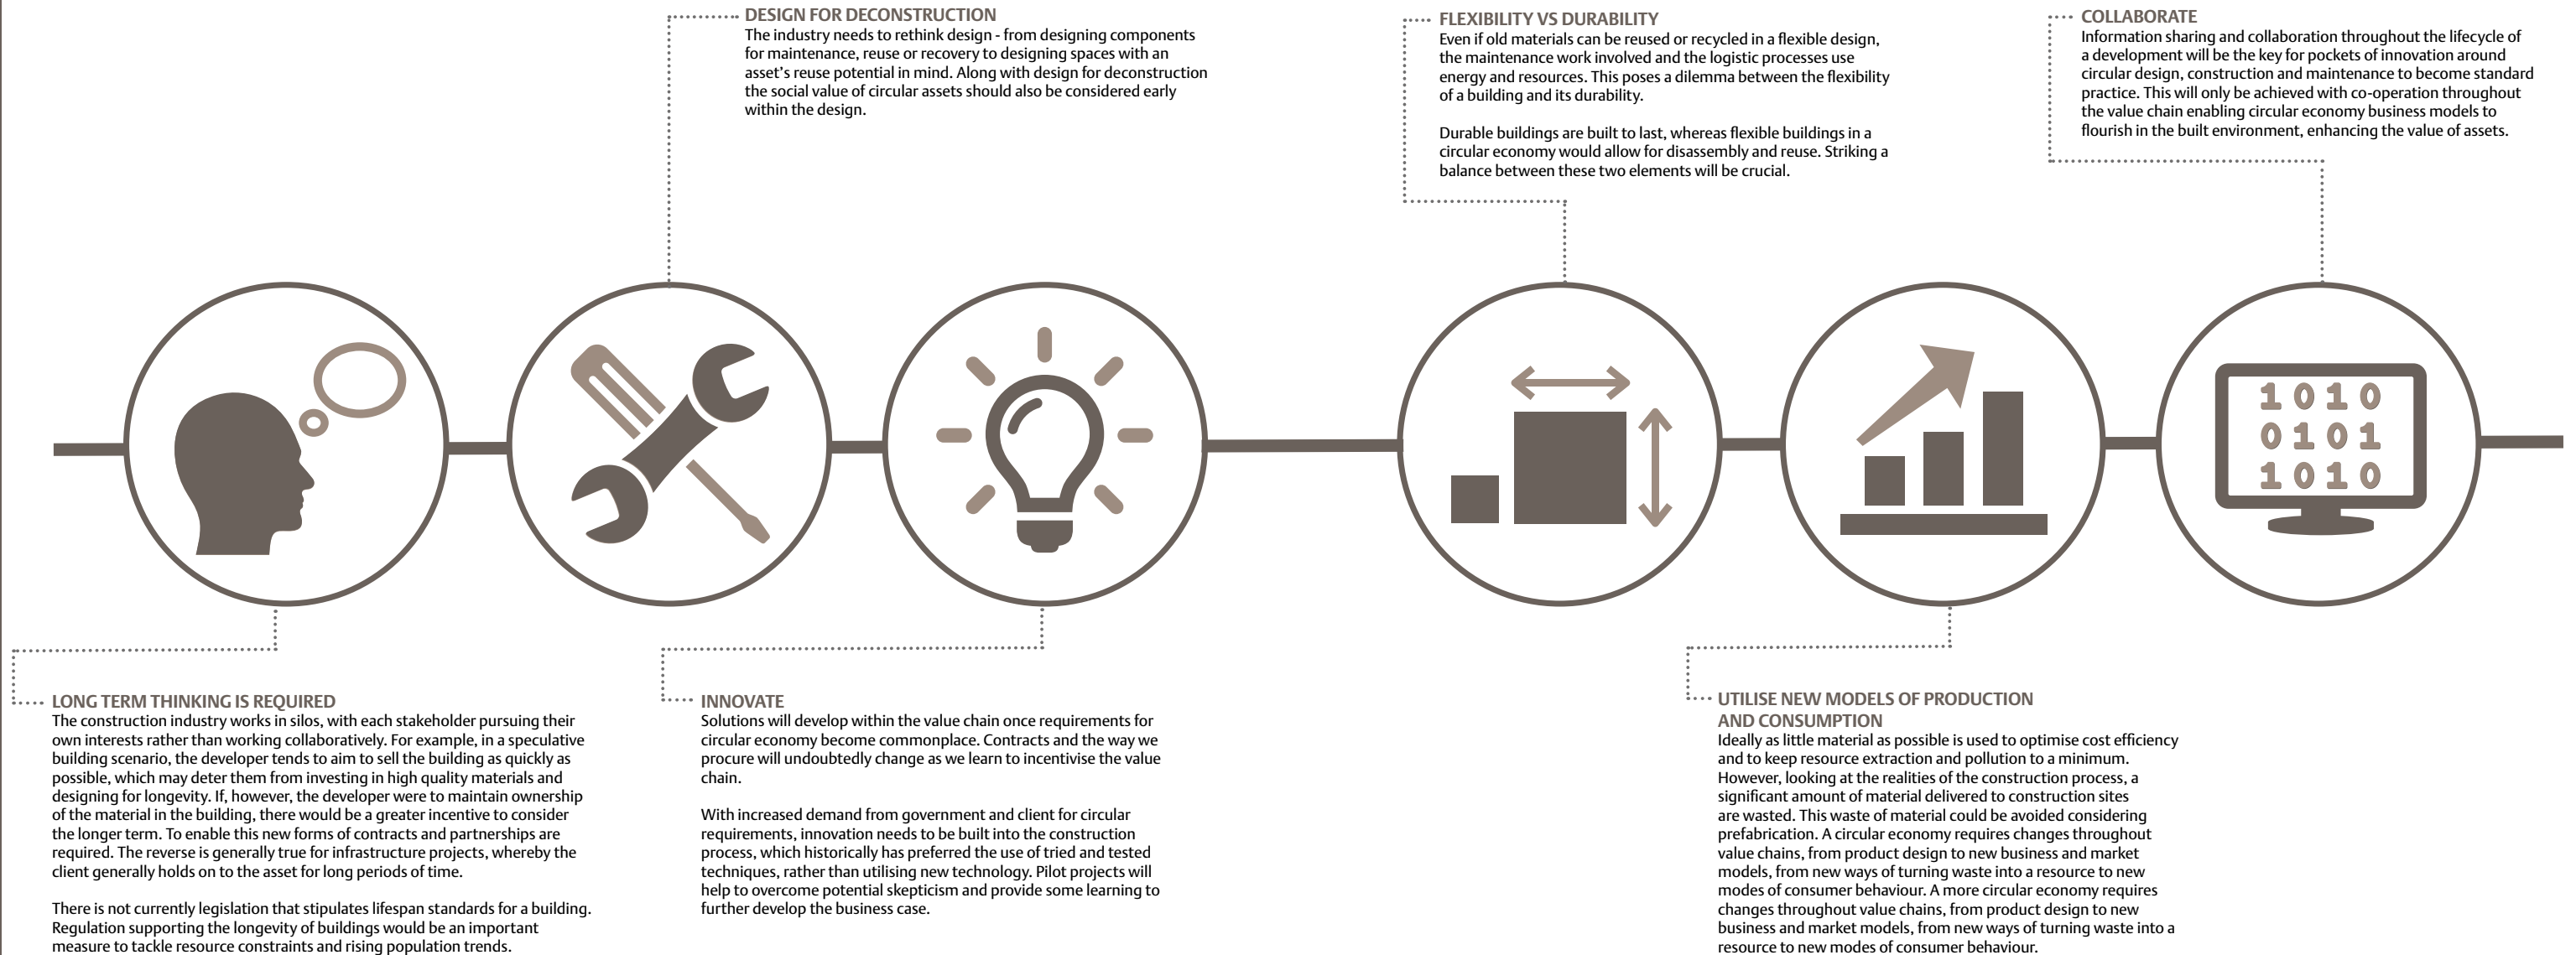 DESIGN FOR DECONSTRUCTION
The industry needs to rethink design - from designing components
for maintenance, reuse or recovery to designing spaces with an
asset's reuse potential in mind. Along with design for deconstruction
the social value of circular assets should also be considered early
within the design.
FLEXIBILITY VS DURABILITY
Even if old materials can be reused or recycled in a flexible design,
the maintenance work involved and the logistic processes use
energy and resources. This poses a dilemma between the flexibility
of a building and its durability.
Durable buildings are built to last, whereas flexible buildings in a
circular economy would allow for disassembly and reuse. Striking a
balance between these two elements will be crucial.
COLLABORATE
Information sharing and collaboration throughout the lifecycle of
a development will be the key for pockets of innovation around
circular design, construction and maintenance to become standard
practice. This will only be achieved with co-operation throughout
the value chain enabling circular economy business models to
flourish in the built environment, enhancing the value of assets.
1 0 1 0
0 1 0 1
1 0 1 0
LONG TERM THINKING IS REQUIRED
The construction industry works in silos, with each stakeholder pursuing their
own interests rather than working collaboratively. For example, in a speculative
building scenario, the developer tends to aim to sell the building as quickly as
possible, which may deter them from investing in high quality materials and
designing for longevity. If, however, the developer were to maintain ownership
of the material in the building, there would be a greater incentive to consider
the longer term. To enable this new forms of contracts and partnerships are
required. The reverse is generally true for infrastructure projects, whereby the
client generally holds on to the asset for long periods of time.
There is not currently legislation that stipulates lifespan standards for a building.
Regulation supporting the longevity of buildings would be an important
measure to tackle resource constraints and rising population trends.
INNOVATE
Solutions will develop within the value chain once requirements for
circular economy become commonplace. Contracts and the way we
procure will undoubtedly change as we learn to incentivise the value
chain.
With increased demand from government and client for circular
requirements, innovation needs to be built into the construction
process, which historically has preferred the use of tried and tested
techniques, rather than utilising new technology. Pilot projects will
help to overcome potential skepticism and provide some learning to
further develop the business case.
UTILISE NEW MODELS OF PRODUCTION
AND CONSUMPTION
Ideally as little material as possible is used to optimise cost efficiency
and to keep resource extraction and pollution to a minimum.
However, looking at the realities of the construction process, a
significant amount of material delivered to construction sites
are wasted. This waste of material could be avoided considering
prefabrication. A circular economy requires changes throughout
value chains, from product design to new business and market
models, from new ways of turning waste into a resource to new
modes of consumer behaviour. A more circular economy requires
changes throughout value chains, from product design to new
business and market models, from new ways of turning waste into a
resource to new modes of consumer behaviour.